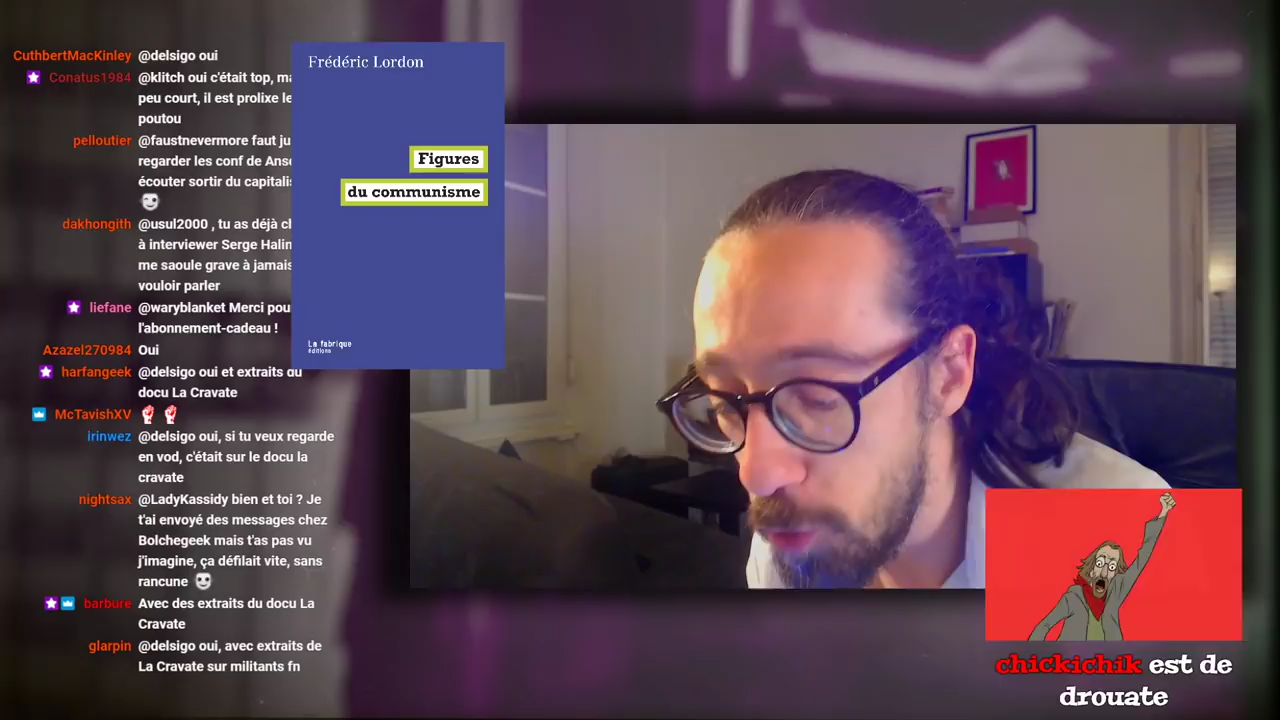 CuthbertMacKinley @delsigo oui
Conatus1984 @klitch oui c'était top, ma
peu court, il est prolixe le
poutou
pelloutier @faustnevermore faut ju
regarder les conf de Anse
écouter sortir du capitalis
dakhongith @usul2000 , tu as déjà ch
à interviewer Serge Halin
me saoule grave à jamais
vouloir parler
liefane @waryblanket Merci pou
l'abonnement-cadeau !
Azazel270984 Oui
harfangeek @delsigo oui et extraits du
docu La Cravate
McTavishXV
irinwez @delsigo oui, si tu veux regarde
en vod, c'était sur le docu la
cravate
nightsax @LadyKassidy bien et toi ? Je
t'ai envoyé des messages chez
Bolchegeek mais t'as pas vu
j'imagine, ça défilait vite, sans
rancune
barbure Avec des extraits du docu La
Cravate
glarpin @delsigo oui, avec extraits de
La Cravate sur militants fn
Frédéric Lordon
Figures
du communisme
La fabrique
éditions
chickichik est de
drouate